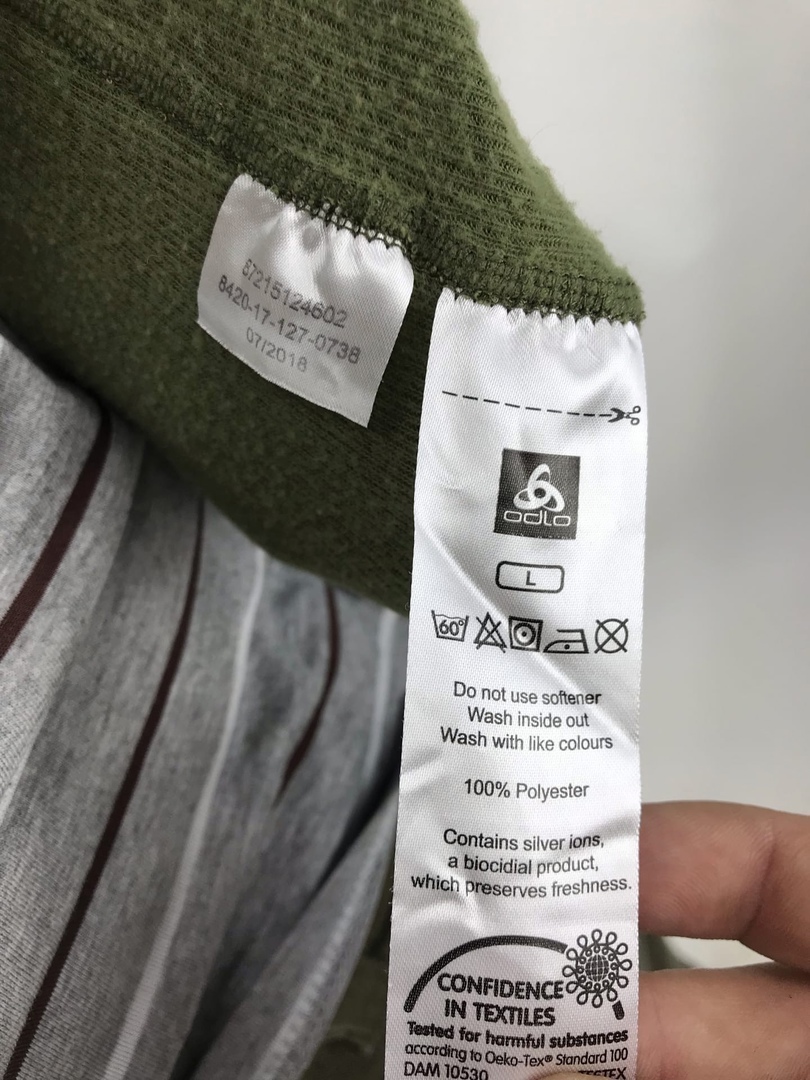 87215124602
8420-17-127-0738
07/2018
odlo
L
60°
Do not use softener
Wash inside out
Wash with like colours
100% Polyester
Contains silver ions,
a biocidial product,
which preserves freshness.
CONFIDENCE
IN TEXTILES
Tested for harmful substances
according to Oeko-Tex® Standard 100
DAM 10530